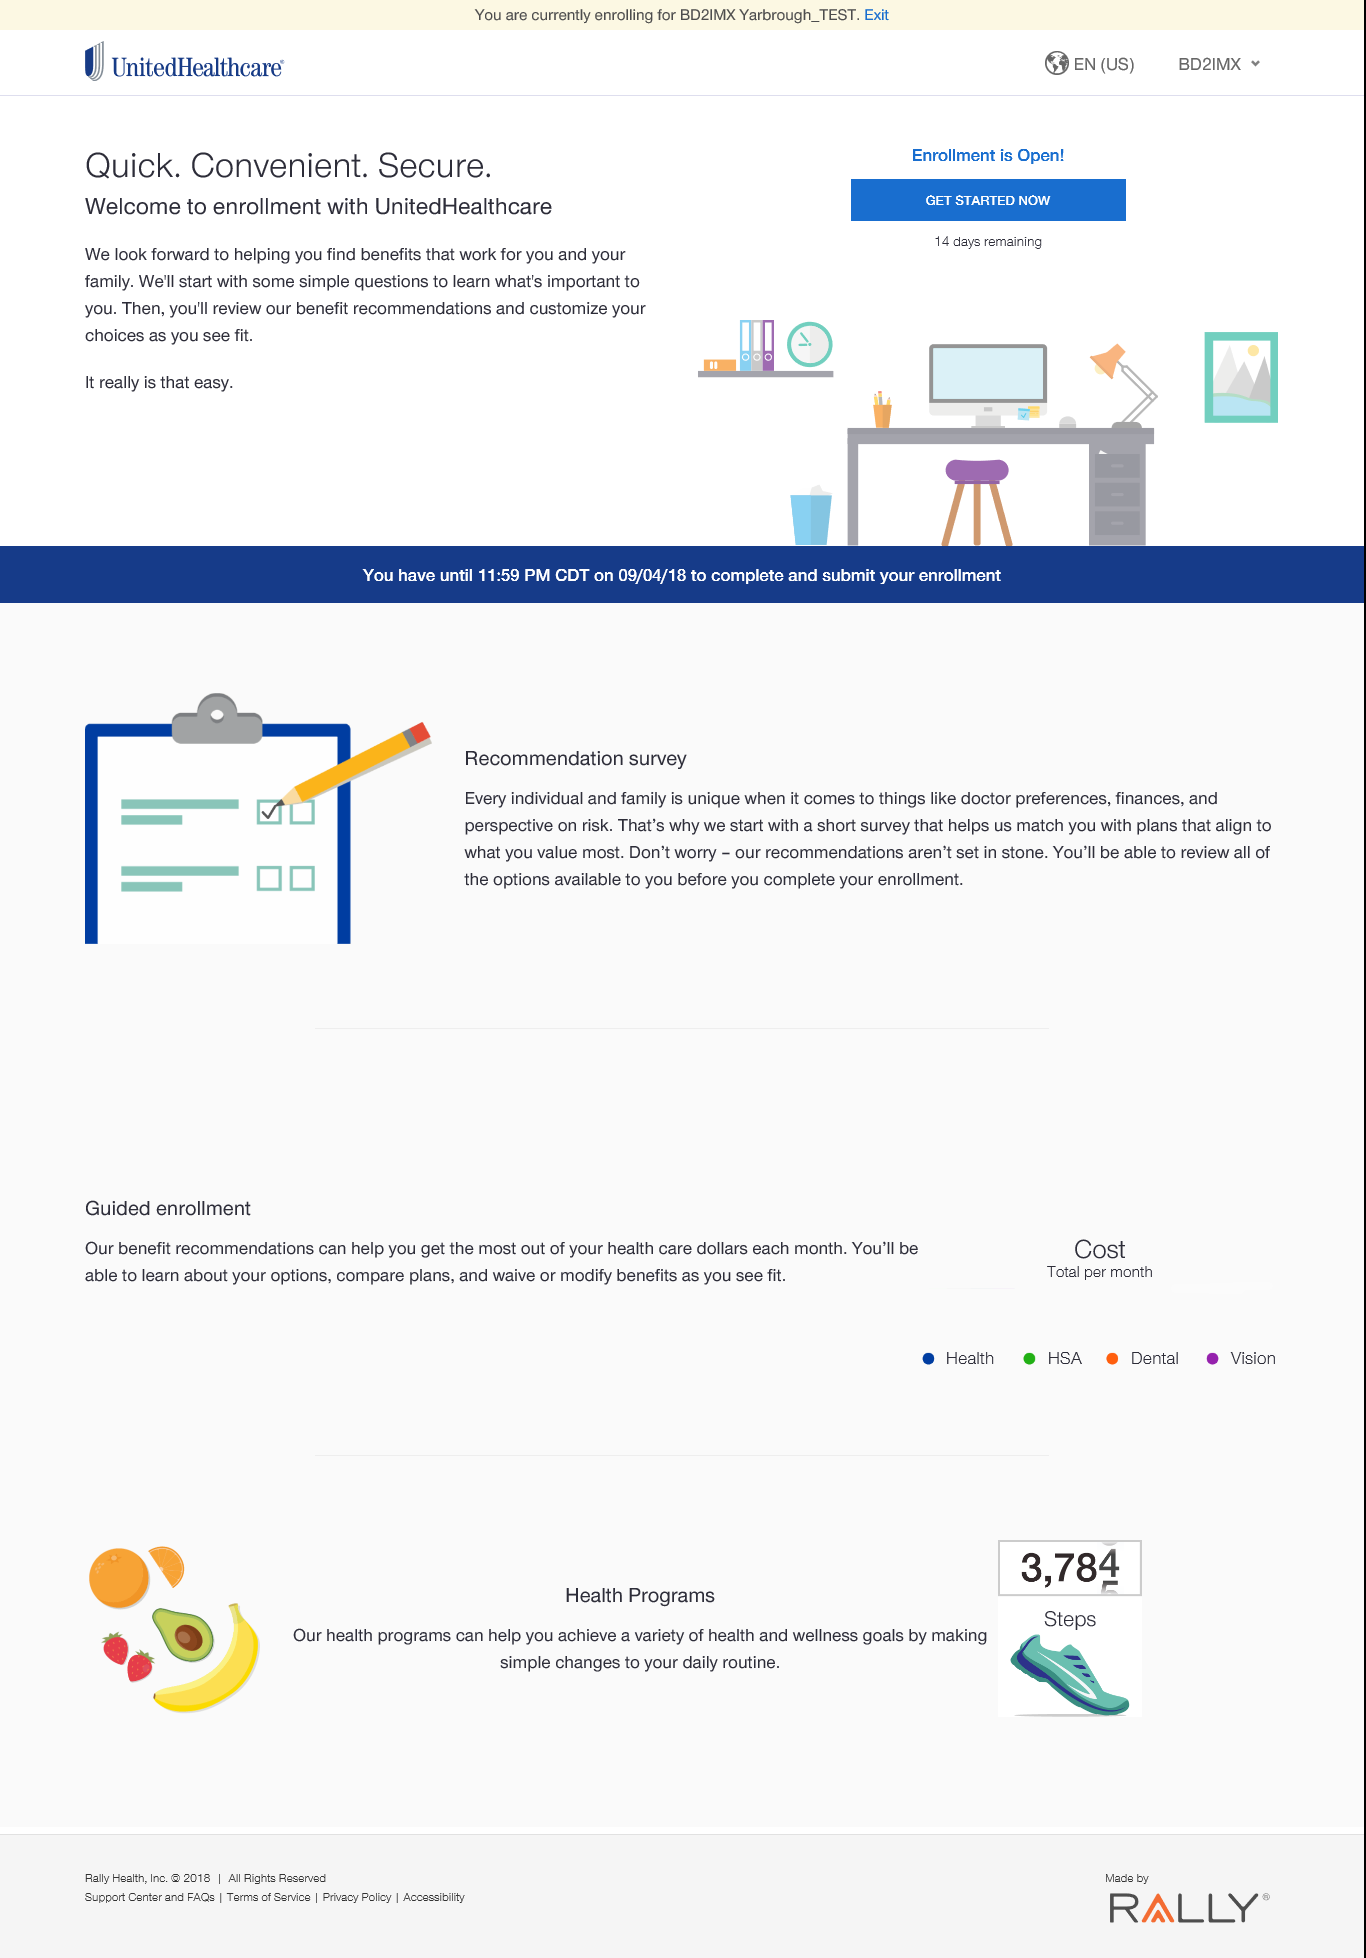 You are currently enrolling for BD2IMX Yarbrough_TEST. Exit
UnitedHealthcare®
EN (US)
BD2IMX
Quick. Convenient. Secure.
Welcome to enrollment with UnitedHealthcare
We look forward to helping you find benefits that work for you and your
family. We'll start with some simple questions to learn what's important to
you. Then, you'll review our benefit recommendations and customize your
choices as you see fit.
It really is that easy.
Enrollment is Open!
GET STARTED NOW
14 days remaining
You have until 11:59 PM CDT on 09/04/18 to complete and submit your enrollment
Recommendation survey
Every individual and family is unique when it comes to things like doctor preferences, finances, and
perspective on risk. That’s why we start with a short survey that helps us match you with plans that align to
what you value most. Don’t worry – our recommendations aren’t set in stone. You’ll be able to review all of
the options available to you before you complete your enrollment.
Guided enrollment
Our benefit recommendations can help you get the most out of your health care dollars each month. You’ll be
able to learn about your options, compare plans, and waive or modify benefits as you see fit.
Cost
Total per month
Health
HSA
Dental
Vision
Health Programs
Our health programs can help you achieve a variety of health and wellness goals by making
simple changes to your daily routine.
3,784
5
Steps
Rally Health, Inc. © 2018 | All Rights Reserved
Support Center and FAQs | Terms of Service | Privacy Policy | Accessibility
Made by
RALLY®